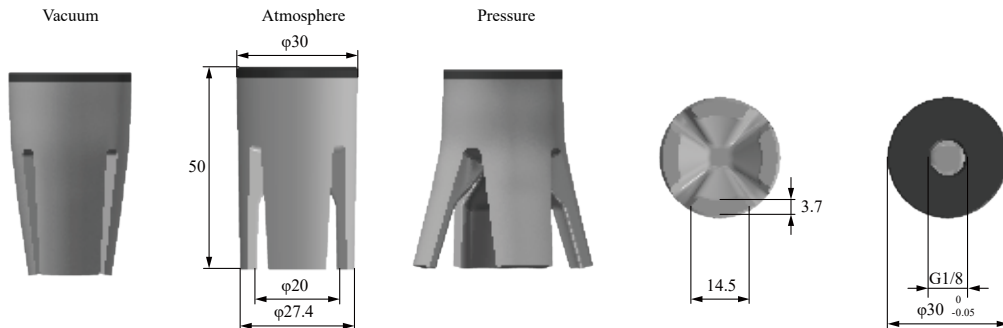 Vacuum
Atmosphere
Pressure
φ30
50
φ20
φ27.4
3.7
14.5
G1/8
φ30 0 -0.05